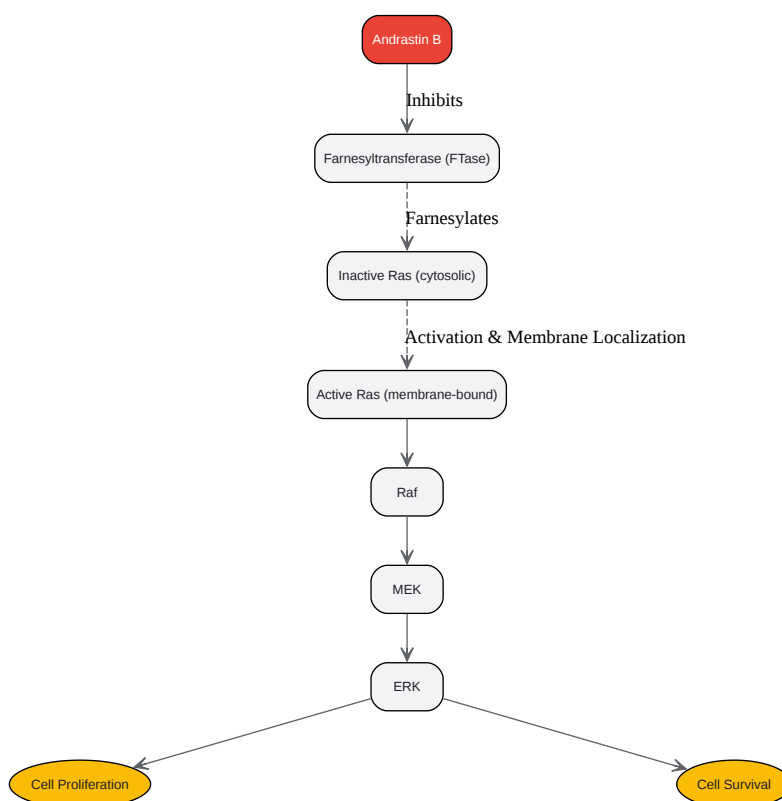 Andrastin B
Inhibits
Farnesyltransferase (FTase)
Farnesylates
Inactive Ras (cytosolic)
Activation & Membrane Localization
Active Ras (membrane-bound)
Raf
MEK
ERK
Cell Proliferation
Cell Survival